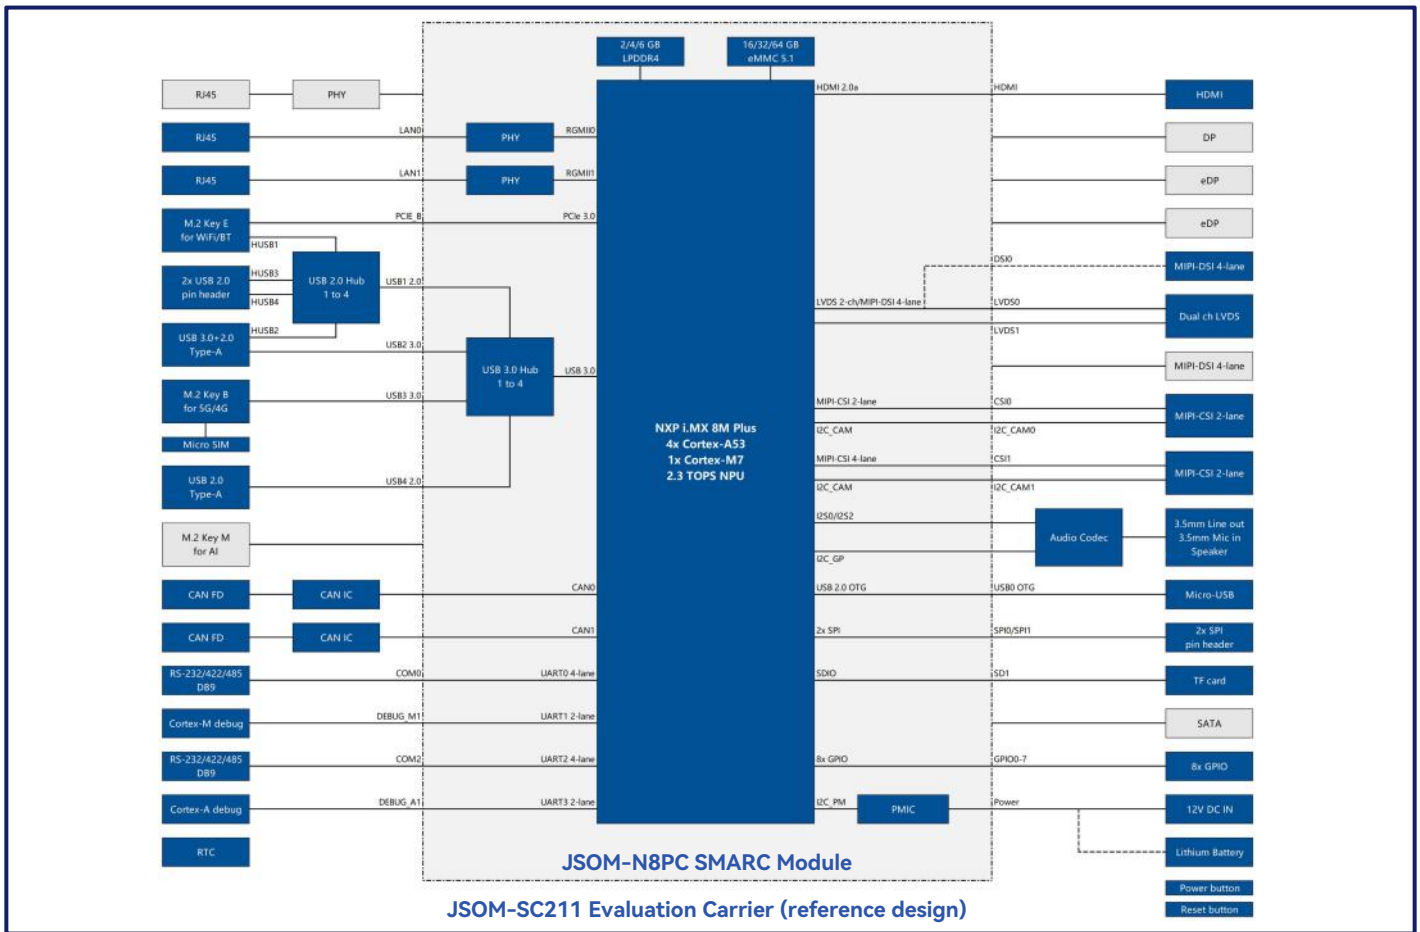 2/4/6 GB
LPDDR4
16/32/64 GB
eMMC 5.1
RJ45
PHY
HDMI 2.0a
HDMI
HDMI
RJ45
LAN0
PHY
RGMII0
DP
RJ45
LAN1
PHY
RGMII1
eDP
M.2 Key E
for WiFi/BT
PCIE_B
PCIe 3.0
eDP
HUSB1
2x USB 2.0
pin header
HUSB3
HUSB4
USB 2.0 Hub
1 to 4
USB1 2.0
DSI0
MIPI-DSI 4-lane
LVDS 2-ch/MIPI-DSI 4-lane
LVDS0
LVDS1
Dual ch LVDS
USB 3.0+2.0
Type-A
HUSB2
USB2 3.0
USB 3.0 Hub
1 to 4
USB 3.0
MIPI-DSI 4-lane
M.2 Key B
for 5G/4G
USB3 3.0
Micro SIM
MIPI-CSI 2-lane
CSI0
I2C_CAM
I2C_CAM0
MIPI-CSI 2-lane
NXP i.MX 8M Plus
4x Cortex-A53
1x Cortex-M7
2.3 TOPS NPU
MIPI-CSI 4-lane
CSI1
I2C_CAM
I2C_CAM1
MIPI-CSI 2-lane
USB 2.0
Type-A
USB4 2.0
M.2 Key M
for AI
I2S0/I2S2
I2C_GP
Audio Codec
3.5mm Line out
3.5mm Mic in
Speaker
CAN FD
CAN IC
CAN0
USB 2.0 OTG
USB0 OTG
Micro-USB
CAN FD
CAN IC
CAN1
2x SPI
SPI0/SPI1
2x SPI
pin header
RS-232/422/485
DB9
COM0
UART0 4-lane
SDIO
SD1
TF card
Cortex-M debug
DEBUG_M1
UART1 2-lane
SATA
RS-232/422/485
DB9
COM2
UART2 4-lane
8x GPIO
GPIO0-7
8x GPIO
Cortex-A debug
DEBUG_A1
UART3 2-lane
I2C_PM
PMIC
Power
12V DC IN
RTC
Lithium Battery
JSOM-N8PC SMARC Module
Power button
Reset button
JSOM-SC211 Evaluation Carrier (reference design)